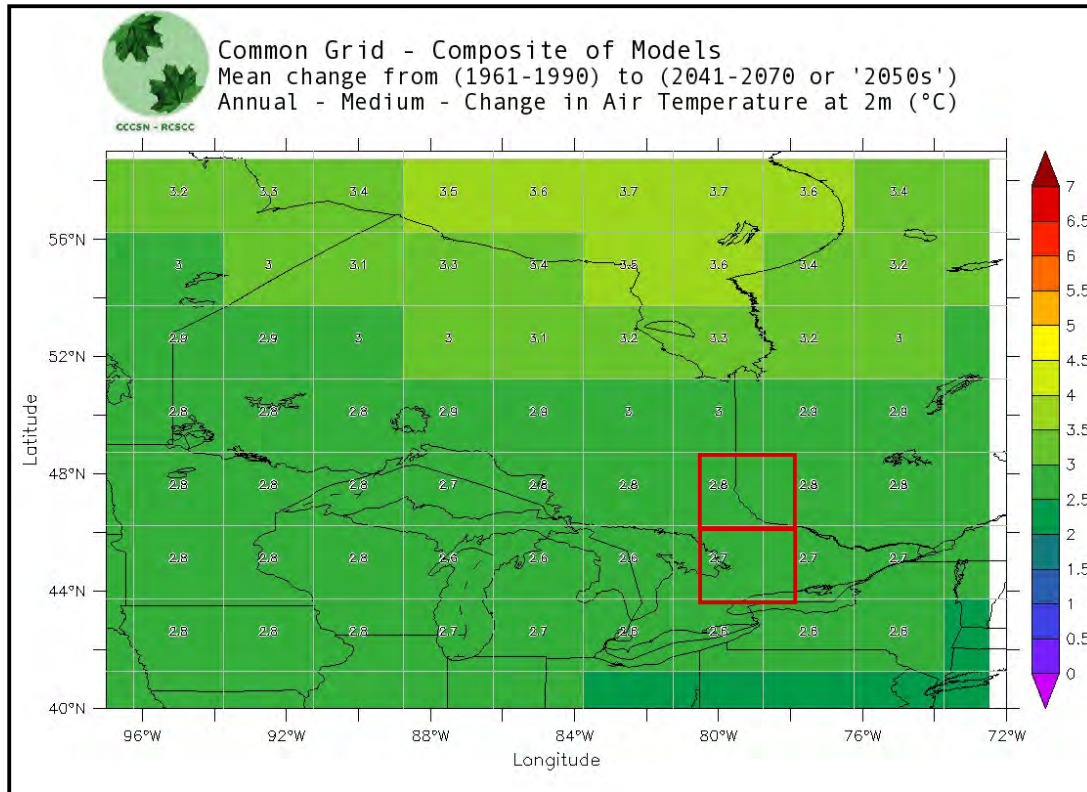 Common Grid - Composite of Models
Mean change from (1961-1990) to (2041-2070 or '2050s')
Annual - Medium - Change in Air Temperature at 2m (°C)
CCCSN - RCSCC
3.2 3.3 3.4 3.5 3.6 3.7 3.7 3.6 3.4
3 3 3.1 3.3 3.4 3.5 3.6 3.4 3.2
2.9 2.9 3 3 3.1 3.2 3.3 3.2 3
2.8 2.8 2.8 2.9 2.9 3 3 2.9 2.9
2.8 2.8 2.8 2.7 2.8 2.8 2.8 2.8 2.8
2.8 2.8 2.8 2.6 2.6 2.6 2.7 2.7 2.7
2.8 2.8 2.8 2.7 2.7 2.6 2.6 2.6 2.6
56°N
52°N
48°N
44°N
40°N
Latitude
96°W 92°W 88°W 84°W 80°W 76°W 72°W
Longitude
7
6.5
6
5.5
5
4.5
4
3.5
3
2.5
2
1.5
1
0.5
0